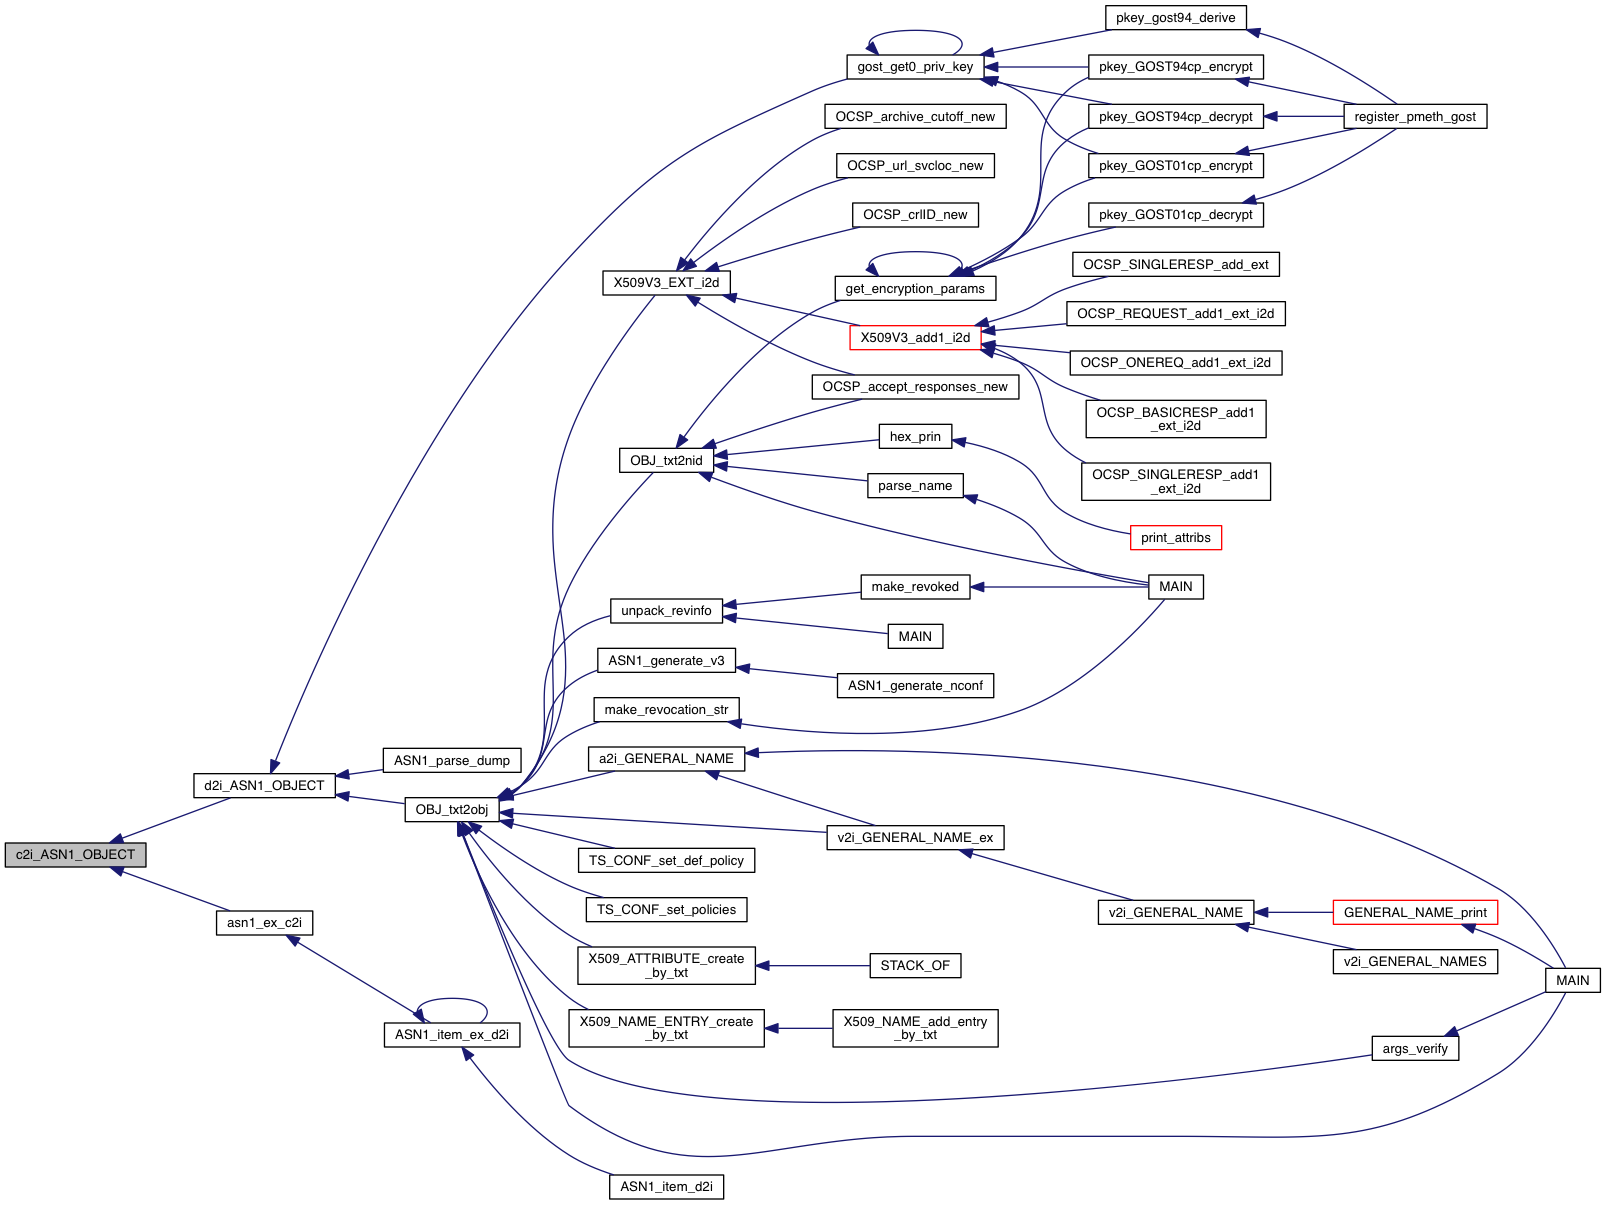 pkey_gost94_derive
gost_get0_priv_key
pkey_GOST94cp_encrypt
OCSP_archive_cutoff_new
pkey_GOST94cp_decrypt
register_pmeth_gost
OCSP_url_svcloc_new
pkey_GOST01cp_encrypt
OCSP_crlID_new
pkey_GOST01cp_decrypt
X509V3_EXT_i2d
get_encryption_params
OCSP_SINGLERESP_add_ext
OCSP_REQUEST_add1_ext_i2d
X509V3_add1_i2d
OCSP_ONEREQ_add1_ext_i2d
OCSP_accept_responses_new
OCSP_BASICRESP_add1
_ext_i2d
hex_prin
OBJ_txt2nid
OCSP_SINGLERESP_add1
_ext_i2d
parse_name
print_attribs
make_revoked
MAIN
unpack_revinfo
MAIN
ASN1_generate_v3
ASN1_generate_nconf
make_revocation_str
ASN1_parse_dump
a2i_GENERAL_NAME
d2i_ASN1_OBJECT
OBJ_txt2obj
v2i_GENERAL_NAME_ex
c2i_ASN1_OBJECT
TS_CONF_set_def_policy
TS_CONF_set_policies
v2i_GENERAL_NAME
GENERAL_NAME_print
asn1_ex_c2i
X509_ATTRIBUTE_create
_by_txt
STACK_OF
v2i_GENERAL_NAMES
MAIN
ASN1_item_ex_d2i
X509_NAME_ENTRY_create
_by_txt
X509_NAME_add_entry
_by_txt
args_verify
ASN1_item_d2i